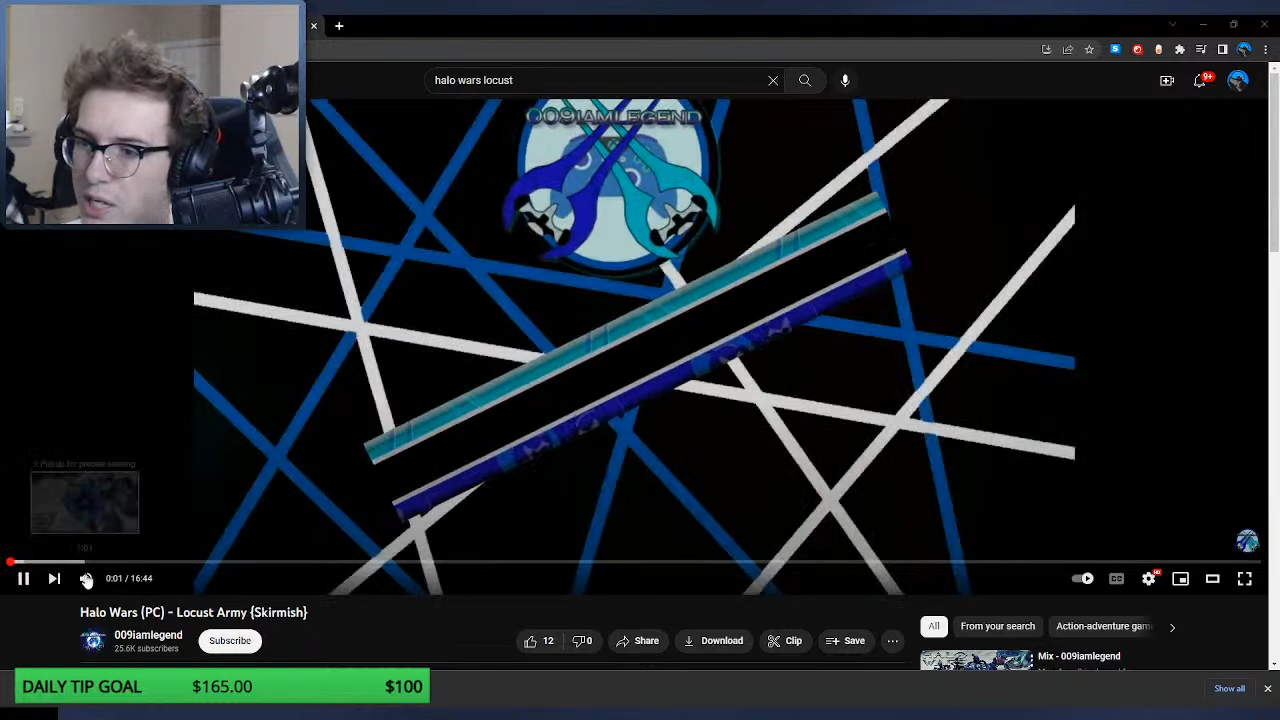 halo wars locust
9+
009IAMLEGEND
0:01 / 16:44
HD
Halo Wars (PC) - Locust Army {Skirmish}
009iamlegend
25.6K subscribers
Subscribe
12
0
Share
Download
Clip
Save
All
From your search
Action-adventure gam
Mix - 009iamlegend
DAILY TIP GOAL $165.00 $100
Show all